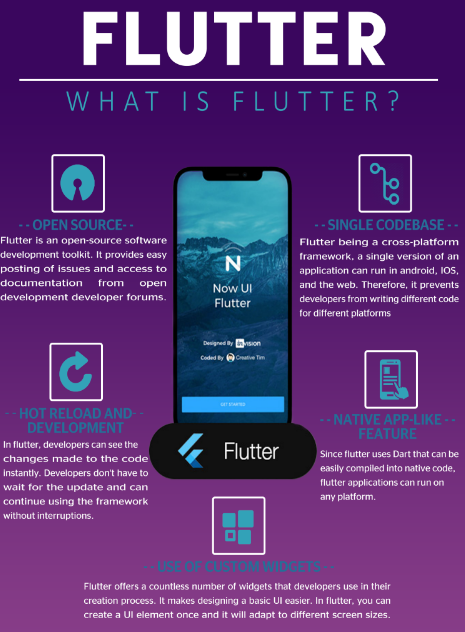 FLUTTER
WHAT IS FLUTTER?
--OPEN SOURCE--
Flutter is an open-source software
development toolkit. It provides easy
posting of issues and access to
documentation from open
development developer forums.
--SINGLE CODEBASE--
Flutter being a cross-platform
framework, a single version of an
application can run in android, IOS,
and the web. Therefore, it prevents
developers from writing different code
for different platforms
N
Now UI
Flutter
Designed By invision
Coded By Creative Tim
GET STARTED
--HOT RELOAD AND--
DEVELOPMENT
In flutter, developers can see the
changes made to the code
instantly. Developers don't have to
wait for the update and can
continue using the framework
without interruptions.
--NATIVE APP-LIKE--
FEATURE
Since flutter uses Dart that can be
easily compiled into native code,
flutter applications can run on
any platform.
Flutter
--USE OF CUSTOM WIDGETS--
Flutter offers a countless number of widgets that developers use in their
creation process. It makes designing a basic UI easier. In flutter, you can
create a UI element once and it will adapt to different screen sizes.